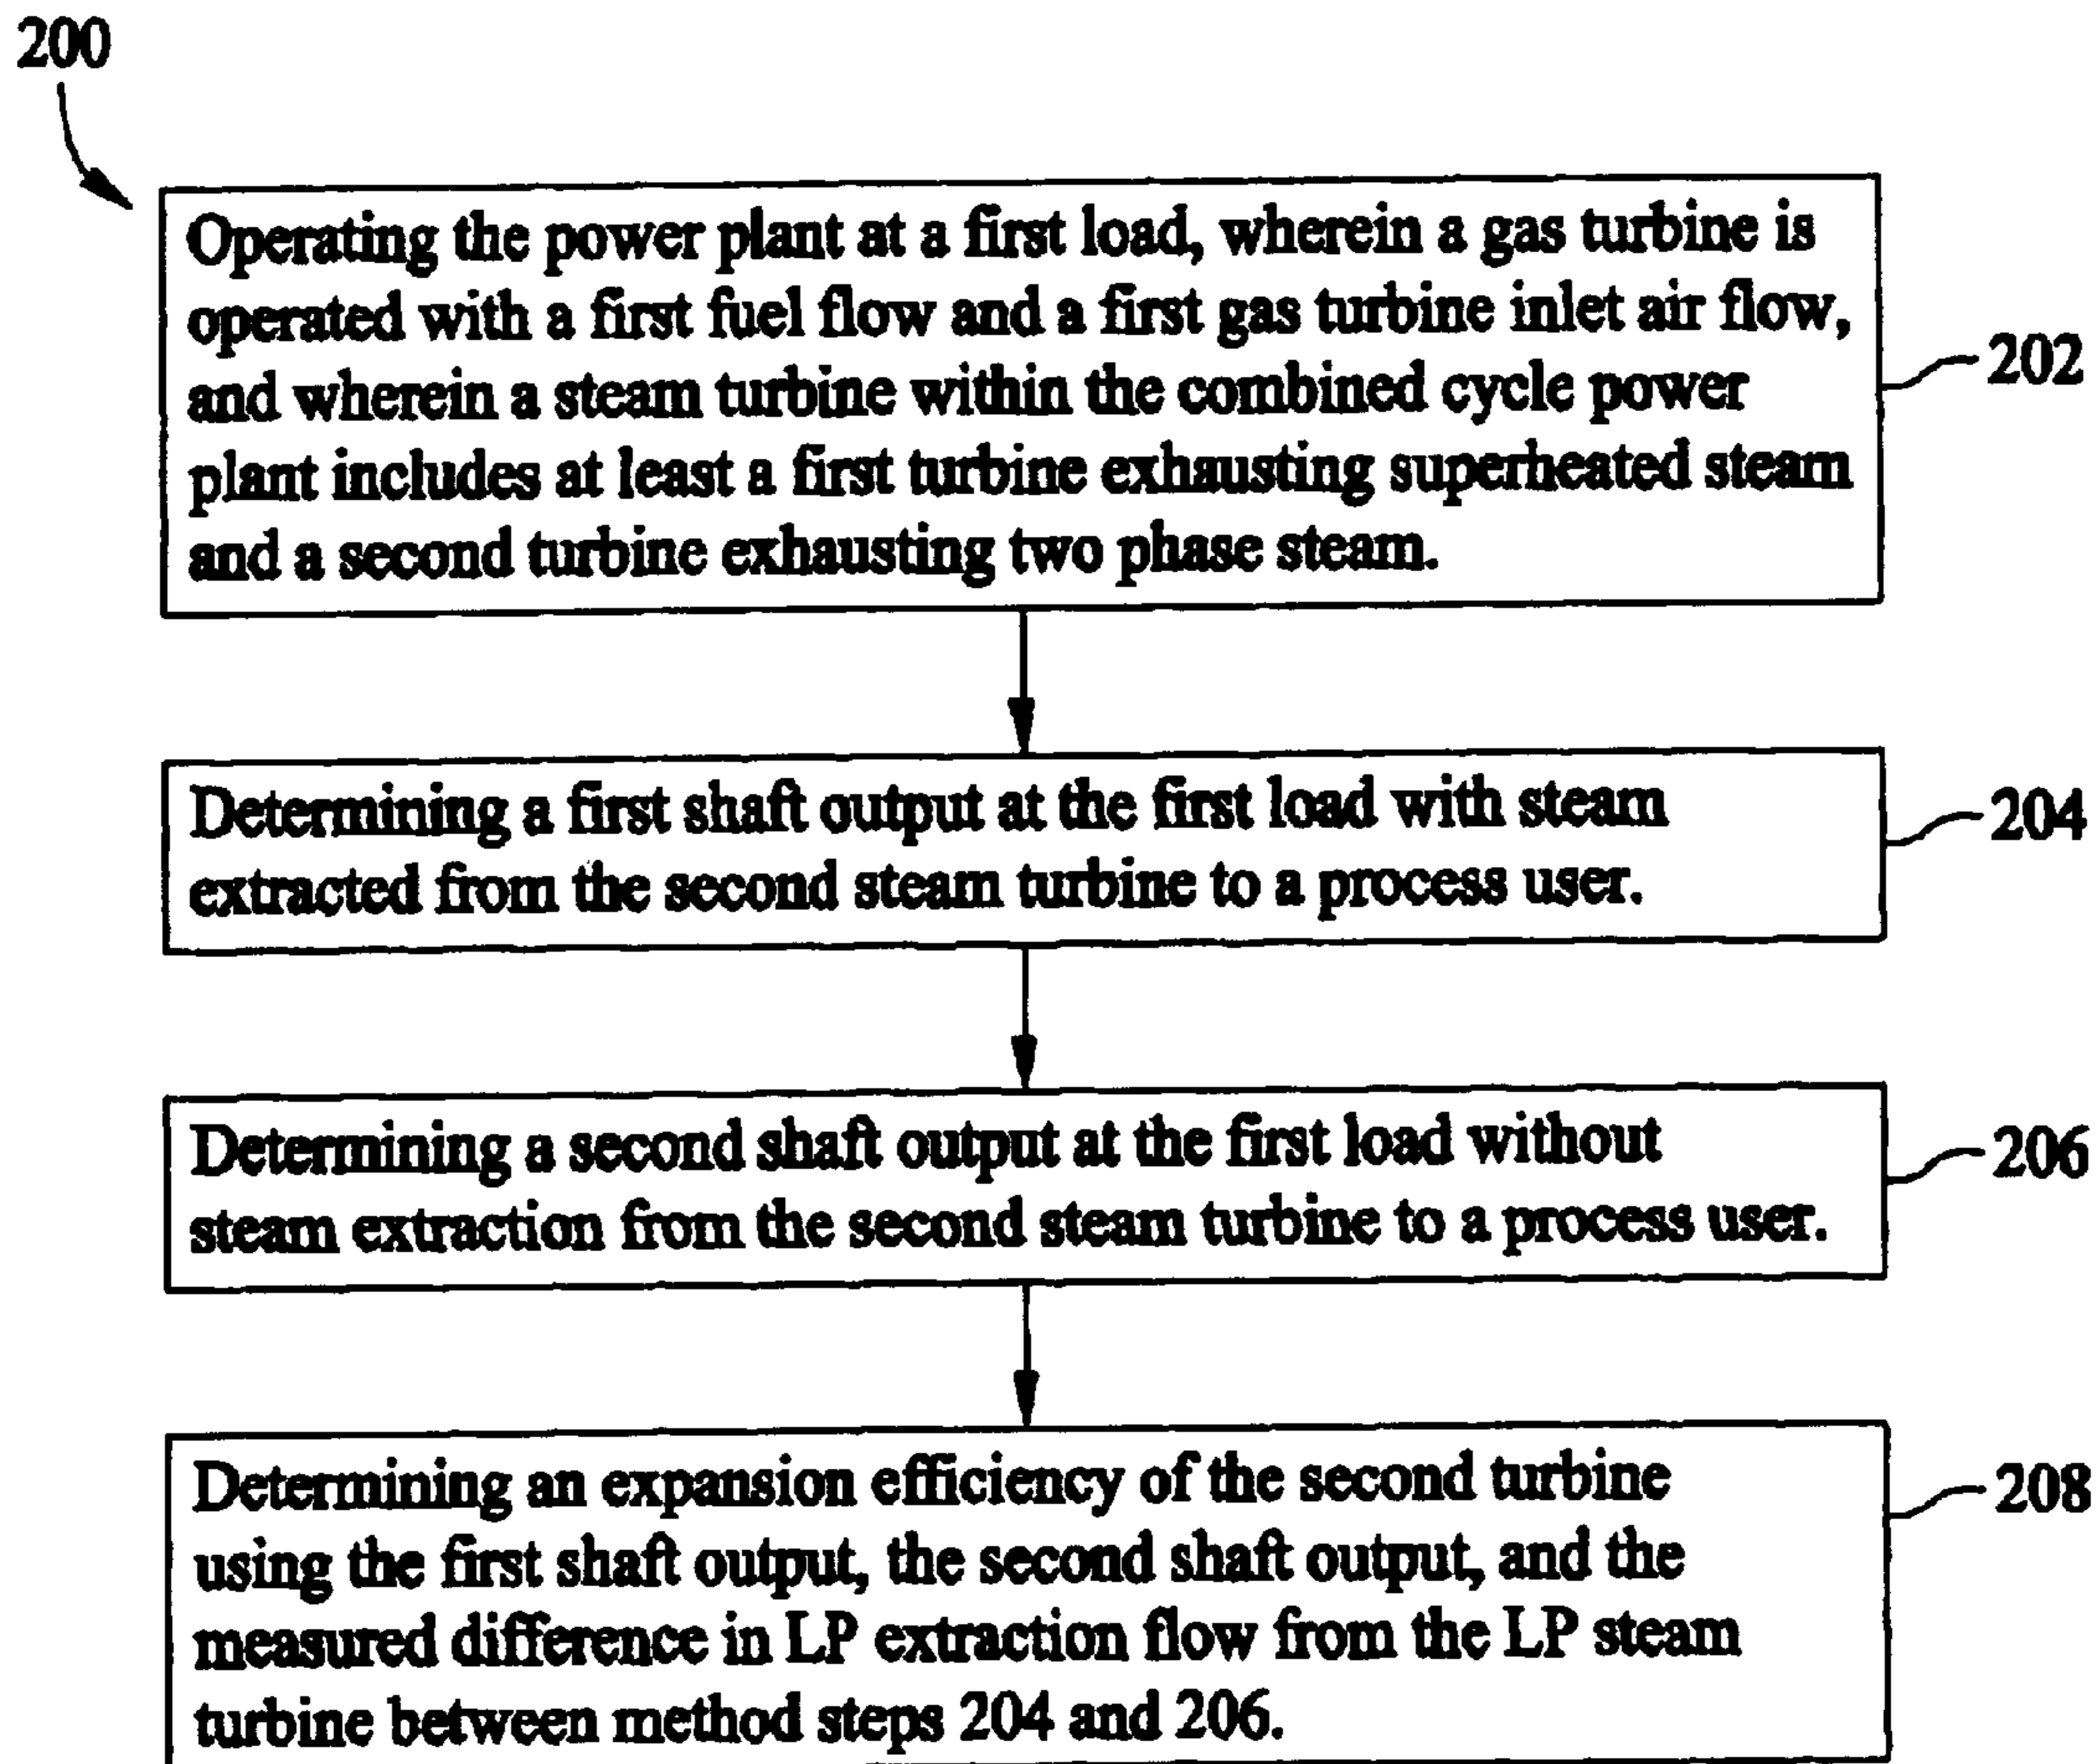 200
Operating the power plant at a first load, wherein a gas turbine is
operated with a first fuel flow and a first gas turbine inlet air flow,
and wherein a steam turbine within the combined cycle power
plant includes at least a first turbine exhausting superheated steam
and a second turbine exhausting two phase steam.
202
Determining a first shaft output at the first load with steam
extracted from the second steam turbine to a process user.
204
Determining a second shaft output at the first load without
steam extraction from the second steam turbine to a process user.
206
Determining an expansion efficiency of the second turbine
using the first shaft output, the second shaft output, and the
measured difference in LP extraction flow from the LP steam
turbine between method steps 204 and 206.
208